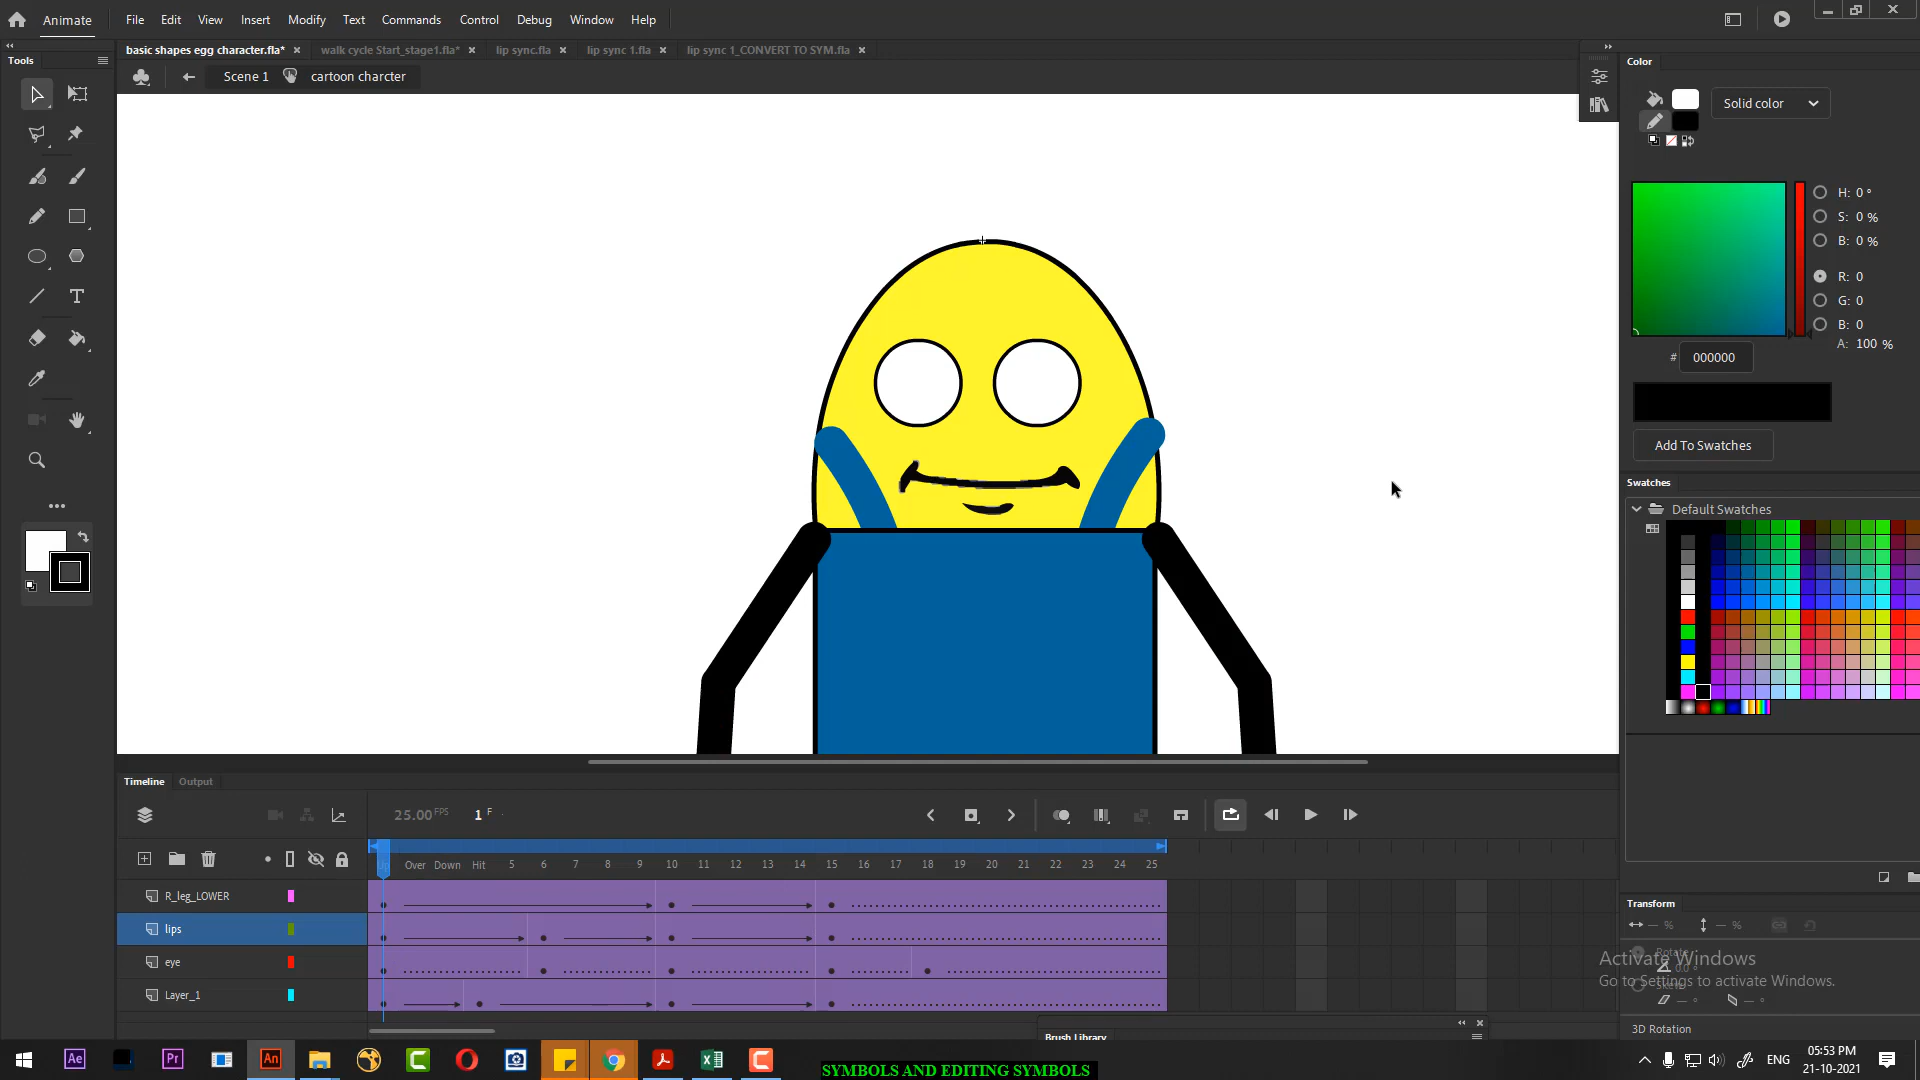 Animate File Edit View Insert Modify Text Commands Control Debug Window Help
basic shapes egg character.fla* × walk cycle Start_stage1.fla* × lip sync.fla × lip sync 1.fla × lip sync 1_CONVERT TO SYM.fla ×
Tools
Scene 1 cartoon charcter
Color
Solid color
H: 0 °
S: 0 %
B: 0 %
R: 0
G: 0
B: 0
A: 100 %
# 000000
Add To Swatches
Swatches
Default Swatches
Timeline Output
25.00 FPS 1 F
Over Down Hit 5 6 7 8 9 10 11 12 13 14 15 16 17 18 19 20 21 22 23 24 25
R_leg_LOWER
lips
eye
Layer_1
Transform
Rotate
0.0 °
Activate Windows
Go to Settings to activate Windows.
3D Rotation
Brush Library
Ae Pr An
ENG
05:53 PM
21-10-2021
SYMBOLS AND EDITING SYMBOLS